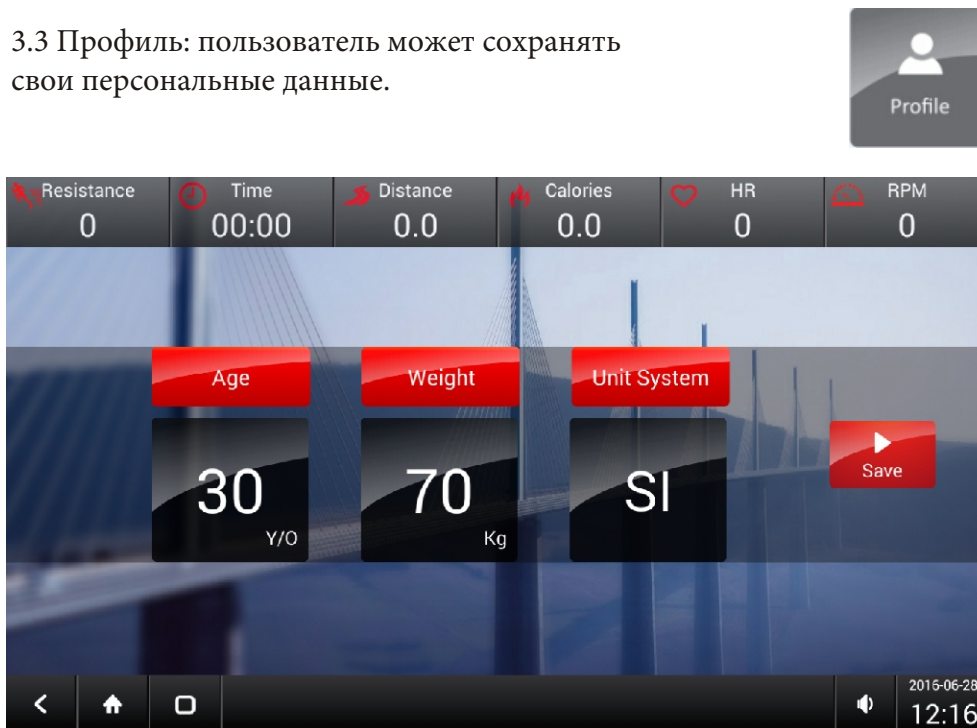 3.3 Профиль: пользователь может сохранять
свои персональные данные.
Profile
Resistance Time Distance Calories HR RPM
0 00:00 0.0 0.0 0 0
Age Weight Unit System
30 70 SI
Save
Y/O Kg
2016-06-28
12:16